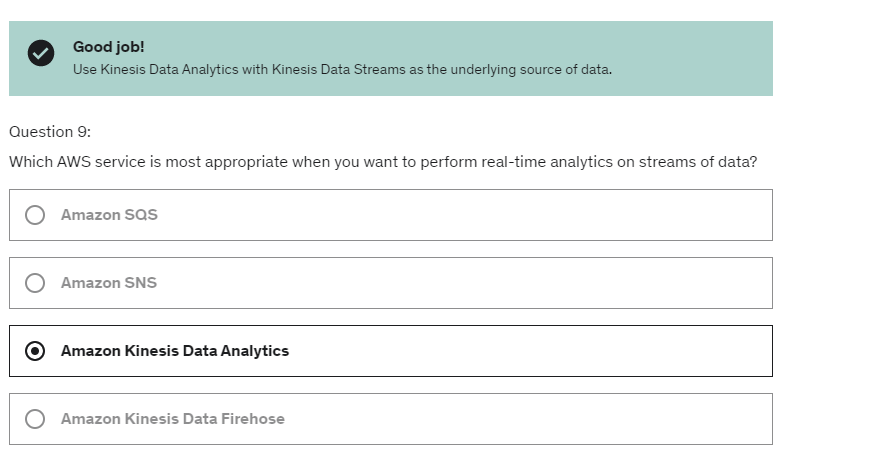 Good job!
Use Kinesis Data Analytics with Kinesis Data Streams as the underlying source of data.
Question 9:
Which AWS service is most appropriate when you want to perform real-time analytics on streams of data?
Amazon SQS
Amazon SNS
Amazon Kinesis Data Analytics
Amazon Kinesis Data Firehose